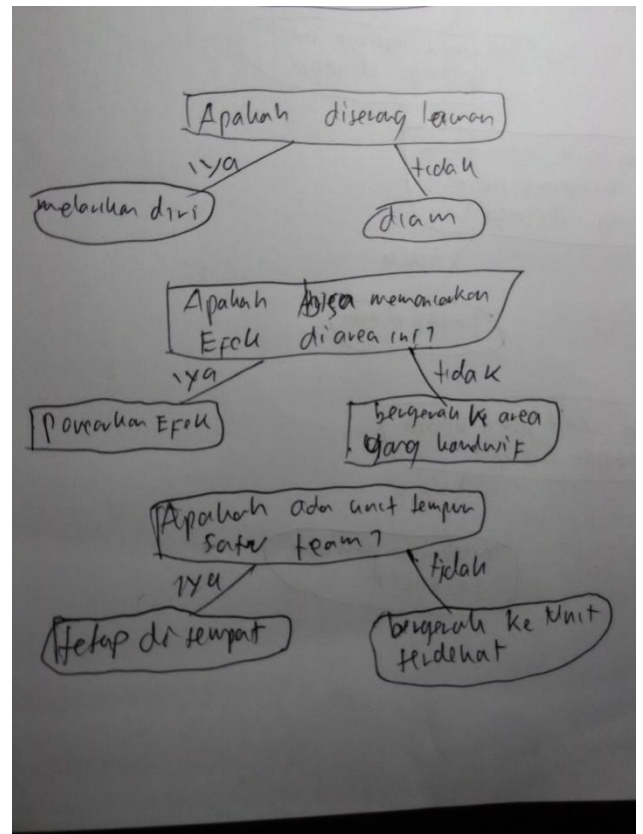 Apakah diserang lawan
iya
tidak
melarikan diri
diam
Apakah bisa memancarkan
Efek di area ini?
iya
tidak
pancarkan Efek
bergerak ke area
yang kondusif
Apakah ada unit tempur
satu team?
iya
tidak
tetap di tempat
bergerak ke Unit
terdekat